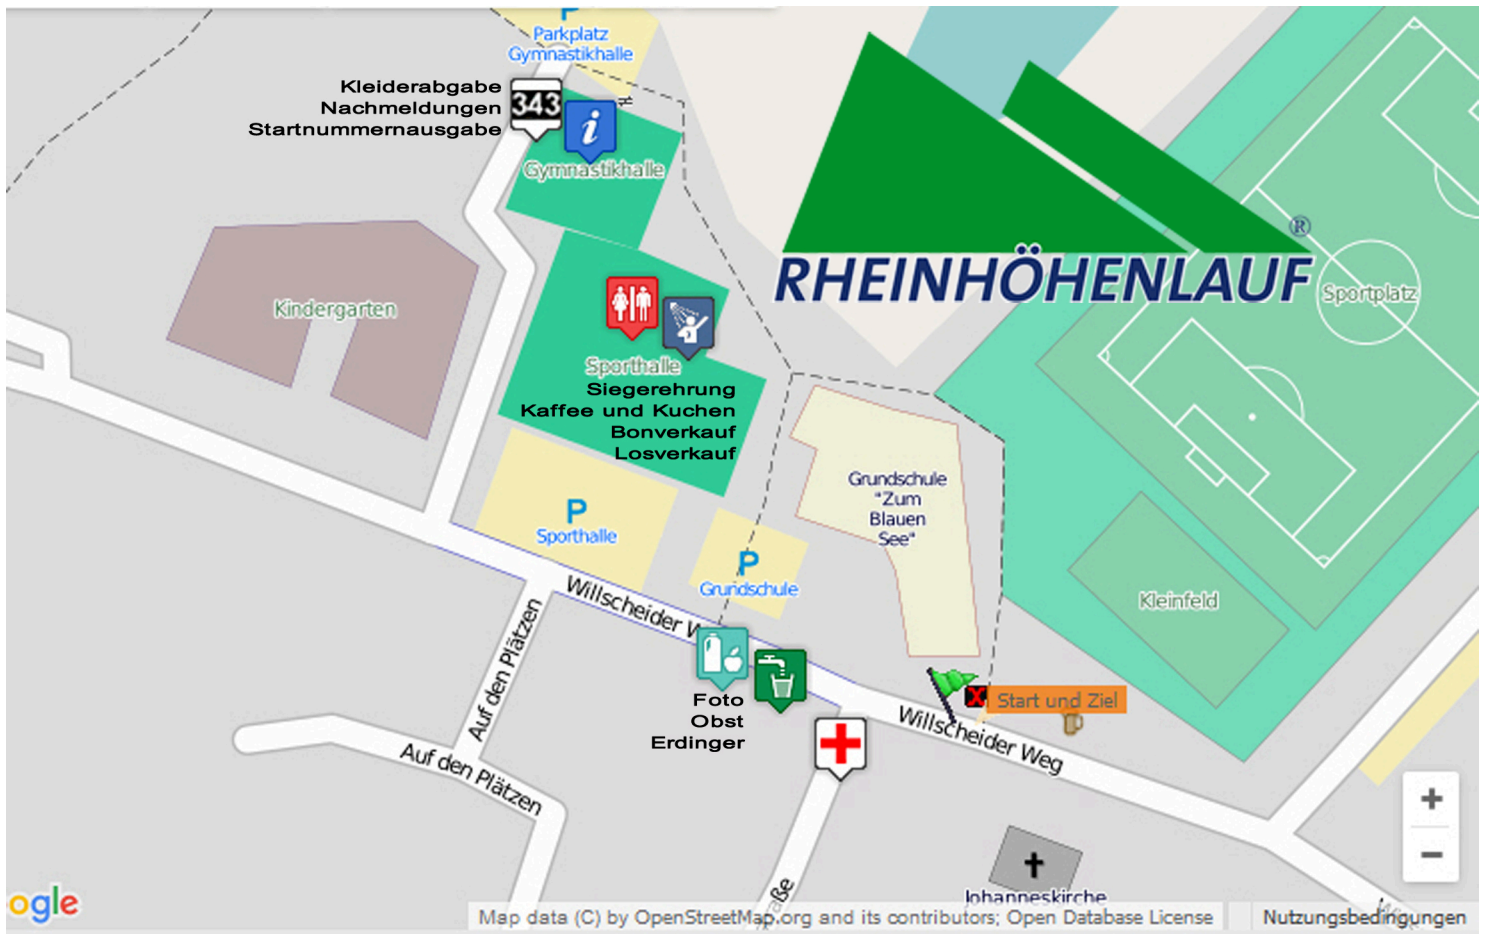 P
Parkplatz
Gymnastikhalle
Kleiderabgabe
Nachmeldungen
Startnummernausgabe
343
i
Gymnastikhalle
®
RHEINHÖHENLAUF
Sportplatz
Kindergarten
Sporthalle
Siegerehrung
Kaffee und Kuchen
Bonverkauf
Losverkauf
P
Sporthalle
P
Grundschule
Grundschule
"Zum
Blauen
See"
Kleinfeld
Willscheider W
Auf den Plätzen
Auf den Plätzen
Foto
Obst
Erdinger
X
Start und Ziel
Willscheider Weg
Johanneskirche
raße
+
−
ogle
Map data (C) by OpenStreetMap.org and its contributors; Open Database License
Nutzungsbedingungen